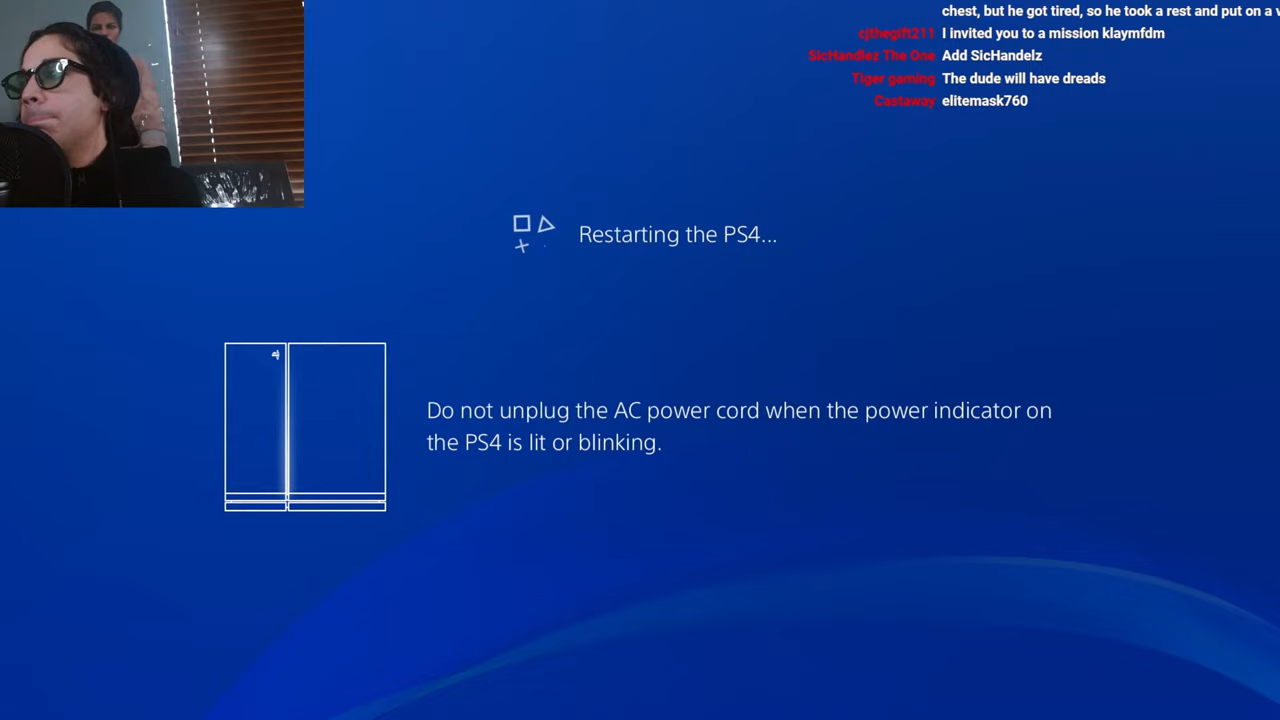 chest, but he got tired, so he took a rest and put on a
cjthegift211 I invited you to a mission klaymfdm
SicHandlez The One Add SicHandelz
Tiger gaming The dude will have dreads
Castaway elitemask760
Restarting the PS4...
Do not unplug the AC power cord when the power indicator on
the PS4 is lit or blinking.